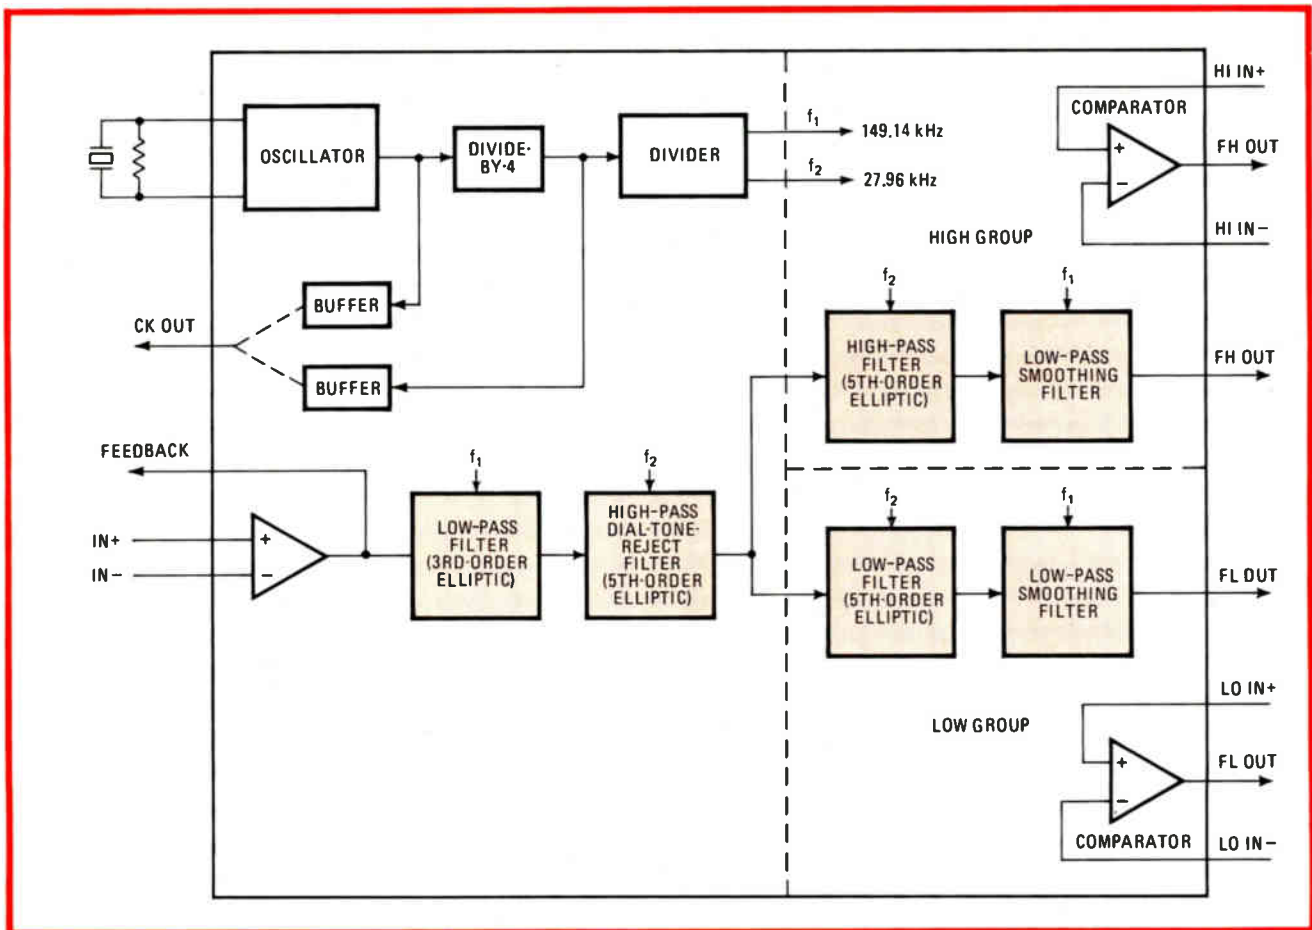 OSCILLATOR
DIVIDE-
BY-4
DIVIDER
f1
149.14 kHz
f2
27.96 kHz
HI IN+
COMPARATOR
+
−
FH OUT
HI IN−
HIGH GROUP
BUFFER
CK OUT
BUFFER
f2
HIGH-PASS
FILTER
(5TH-ORDER
ELLIPTIC)
f1
LOW-PASS
SMOOTHING
FILTER
FH OUT
FEEDBACK
IN+
IN−
+
−
f1
LOW-PASS
FILTER
(3RD-ORDER
ELLIPTIC)
f2
HIGH-PASS
DIAL-TONE-
REJECT
FILTER
(5TH-ORDER
ELLIPTIC)
f2
LOW-PASS
FILTER
(5TH-ORDER
ELLIPTIC)
f1
LOW-PASS
SMOOTHING
FILTER
FL OUT
LOW GROUP
LO IN+
+
−
FL OUT
COMPARATOR
LO IN−